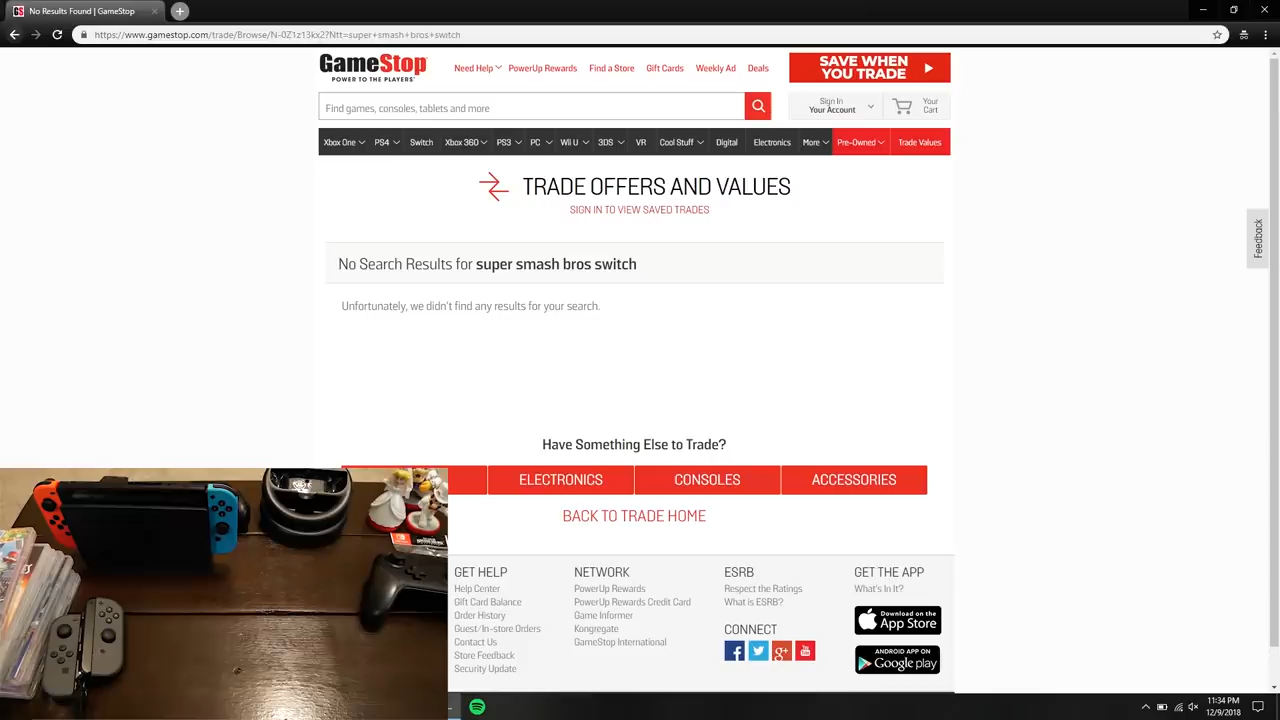 No Results Found
https://www.gamestop.com/trade/Browse/N-0Z1z13kx2?Ntt=super+smash+bros+switch
GameStop
POWER TO THE PLAYERS
Need Help
PowerUp Rewards
Find a Store
Gift Cards
Weekly Ad
Deals
SAVE WHEN
YOU TRADE
Find games, consoles, tablets and more
Sign In
Your Account
Your
Cart
Xbox One
PS4
Switch
Xbox 360
PS3
PC
Wii U
3DS
VR
Cool Stuff
Digital
Electronics
More
Pre-Owned
Trade Values
TRADE OFFERS AND VALUES
SIGN IN TO VIEW SAVED TRADES
Feedback
No Search Results for super smash bros switch
Unfortunately, we didn't find any results for your search.
Have Something Else to Trade?
ELECTRONICS
CONSOLES
ACCESSORIES
BACK TO TRADE HOME
GET HELP
Help Center
Gift Card Balance
Order History
Guest/In-store Orders
Contact Us
Store Feedback
Security Update
NETWORK
PowerUp Rewards
PowerUp Rewards Credit Card
Game Informer
Kongregate
GameStop International
ESRB
Respect the Ratings
What is ESRB?
CONNECT
GET THE APP
What's In It?
Download on the
App Store
ANDROID APP ON
Google play
11:34 PM
12/9/2018